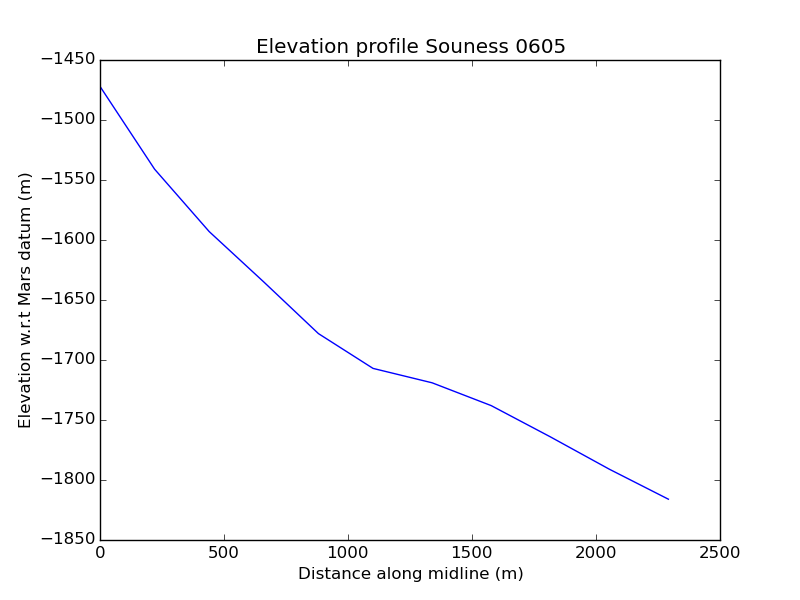 Elevation profile Souness 0605
Elevation w.r.t Mars datum (m)
−1450
−1500
−1550
−1600
−1650
−1700
−1750
−1800
−1850
0 500 1000 1500 2000 2500
Distance along midline (m)